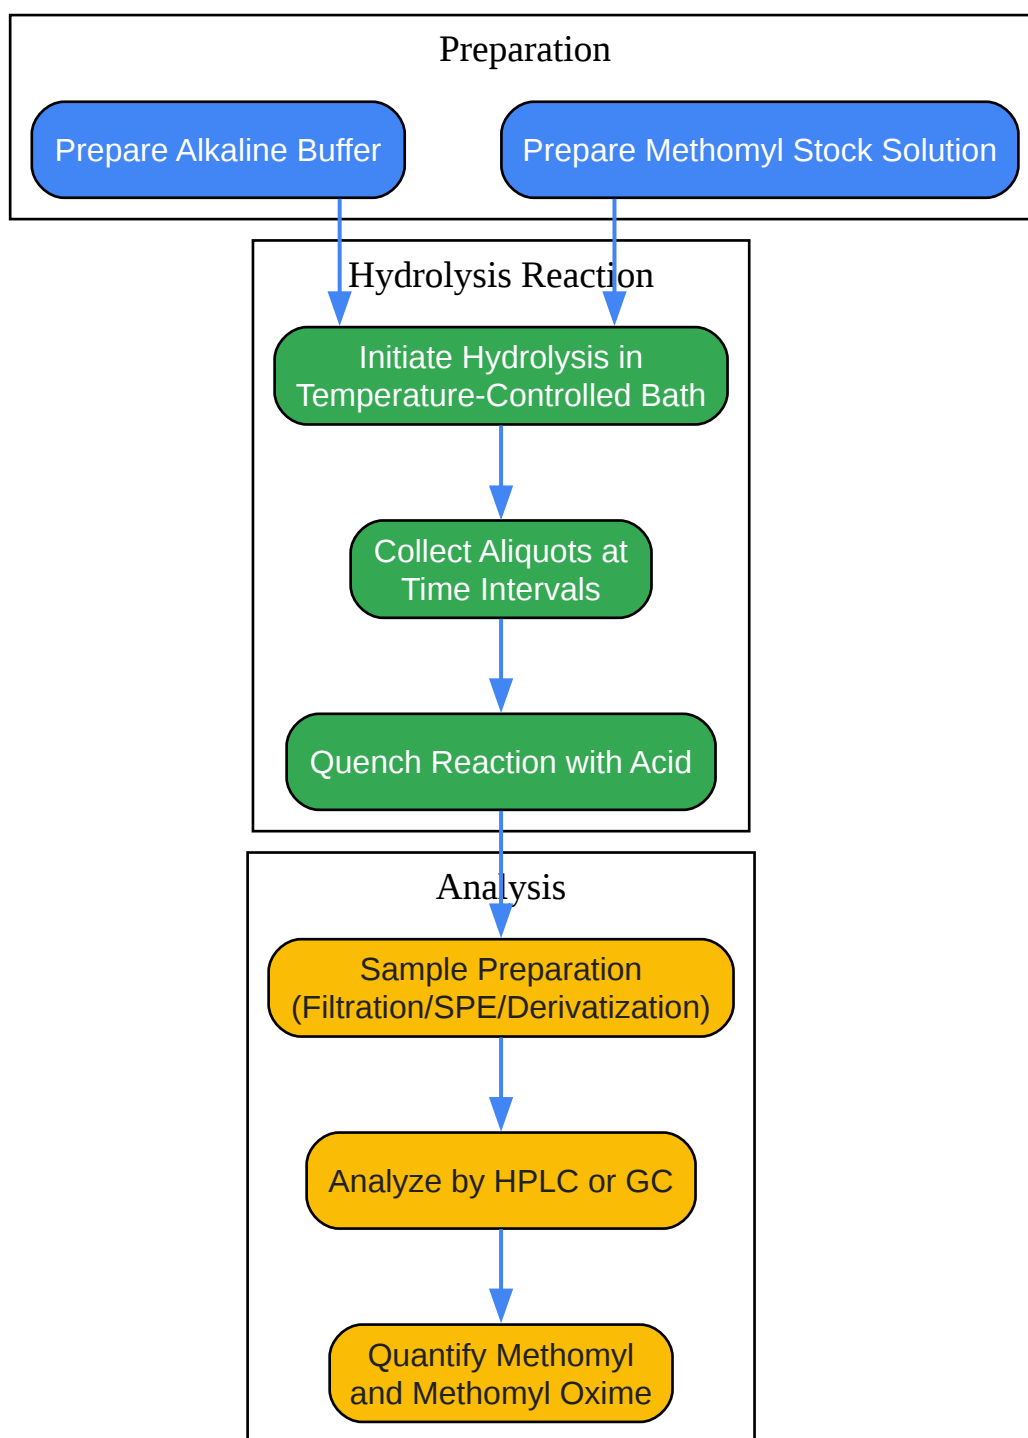 Preparation
Prepare Alkaline Buffer
Prepare Methomyl Stock Solution
Hydrolysis Reaction
Initiate Hydrolysis in
Temperature-Controlled Bath
Collect Aliquots at
Time Intervals
Quench Reaction with Acid
Analysis
Sample Preparation
(Filtration/SPE/Derivatization)
Analyze by HPLC or GC
Quantify Methomyl
and Methomyl Oxime